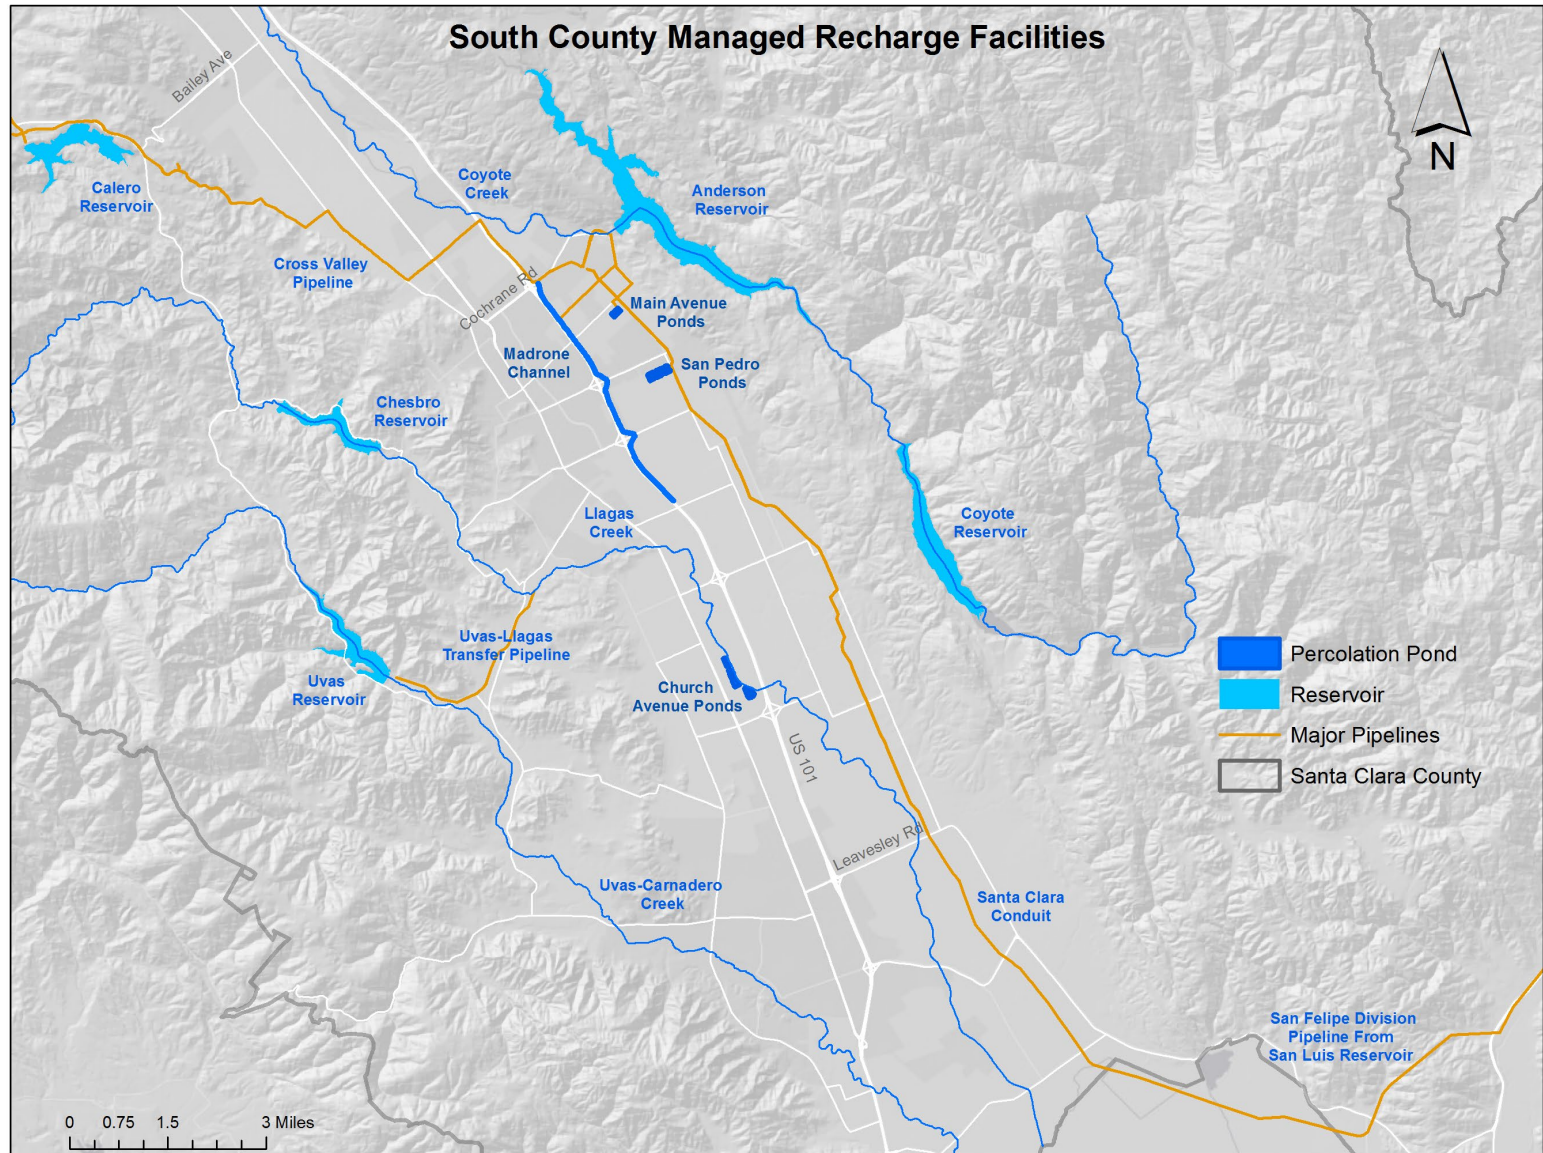 South County Managed Recharge Facilities
Bailey Ave
N
Calero
Reservoir
Coyote
Creek
Anderson
Reservoir
Cross Valley
Pipeline
Cochrane Rd
Main Avenue
Ponds
Madrone
Channel
San Pedro
Ponds
Chesbro
Reservoir
Llagas
Creek
Coyote
Reservoir
Uvas-Llagas
Transfer Pipeline
Uvas
Reservoir
Church
Avenue Ponds
US 101
Percolation Pond
Reservoir
Major Pipelines
Santa Clara County
Leavesley Rd
Uvas-Carnadero
Creek
Santa Clara
Conduit
San Felipe Division
Pipeline From
San Luis Reservoir
0 0.75 1.5 3 Miles